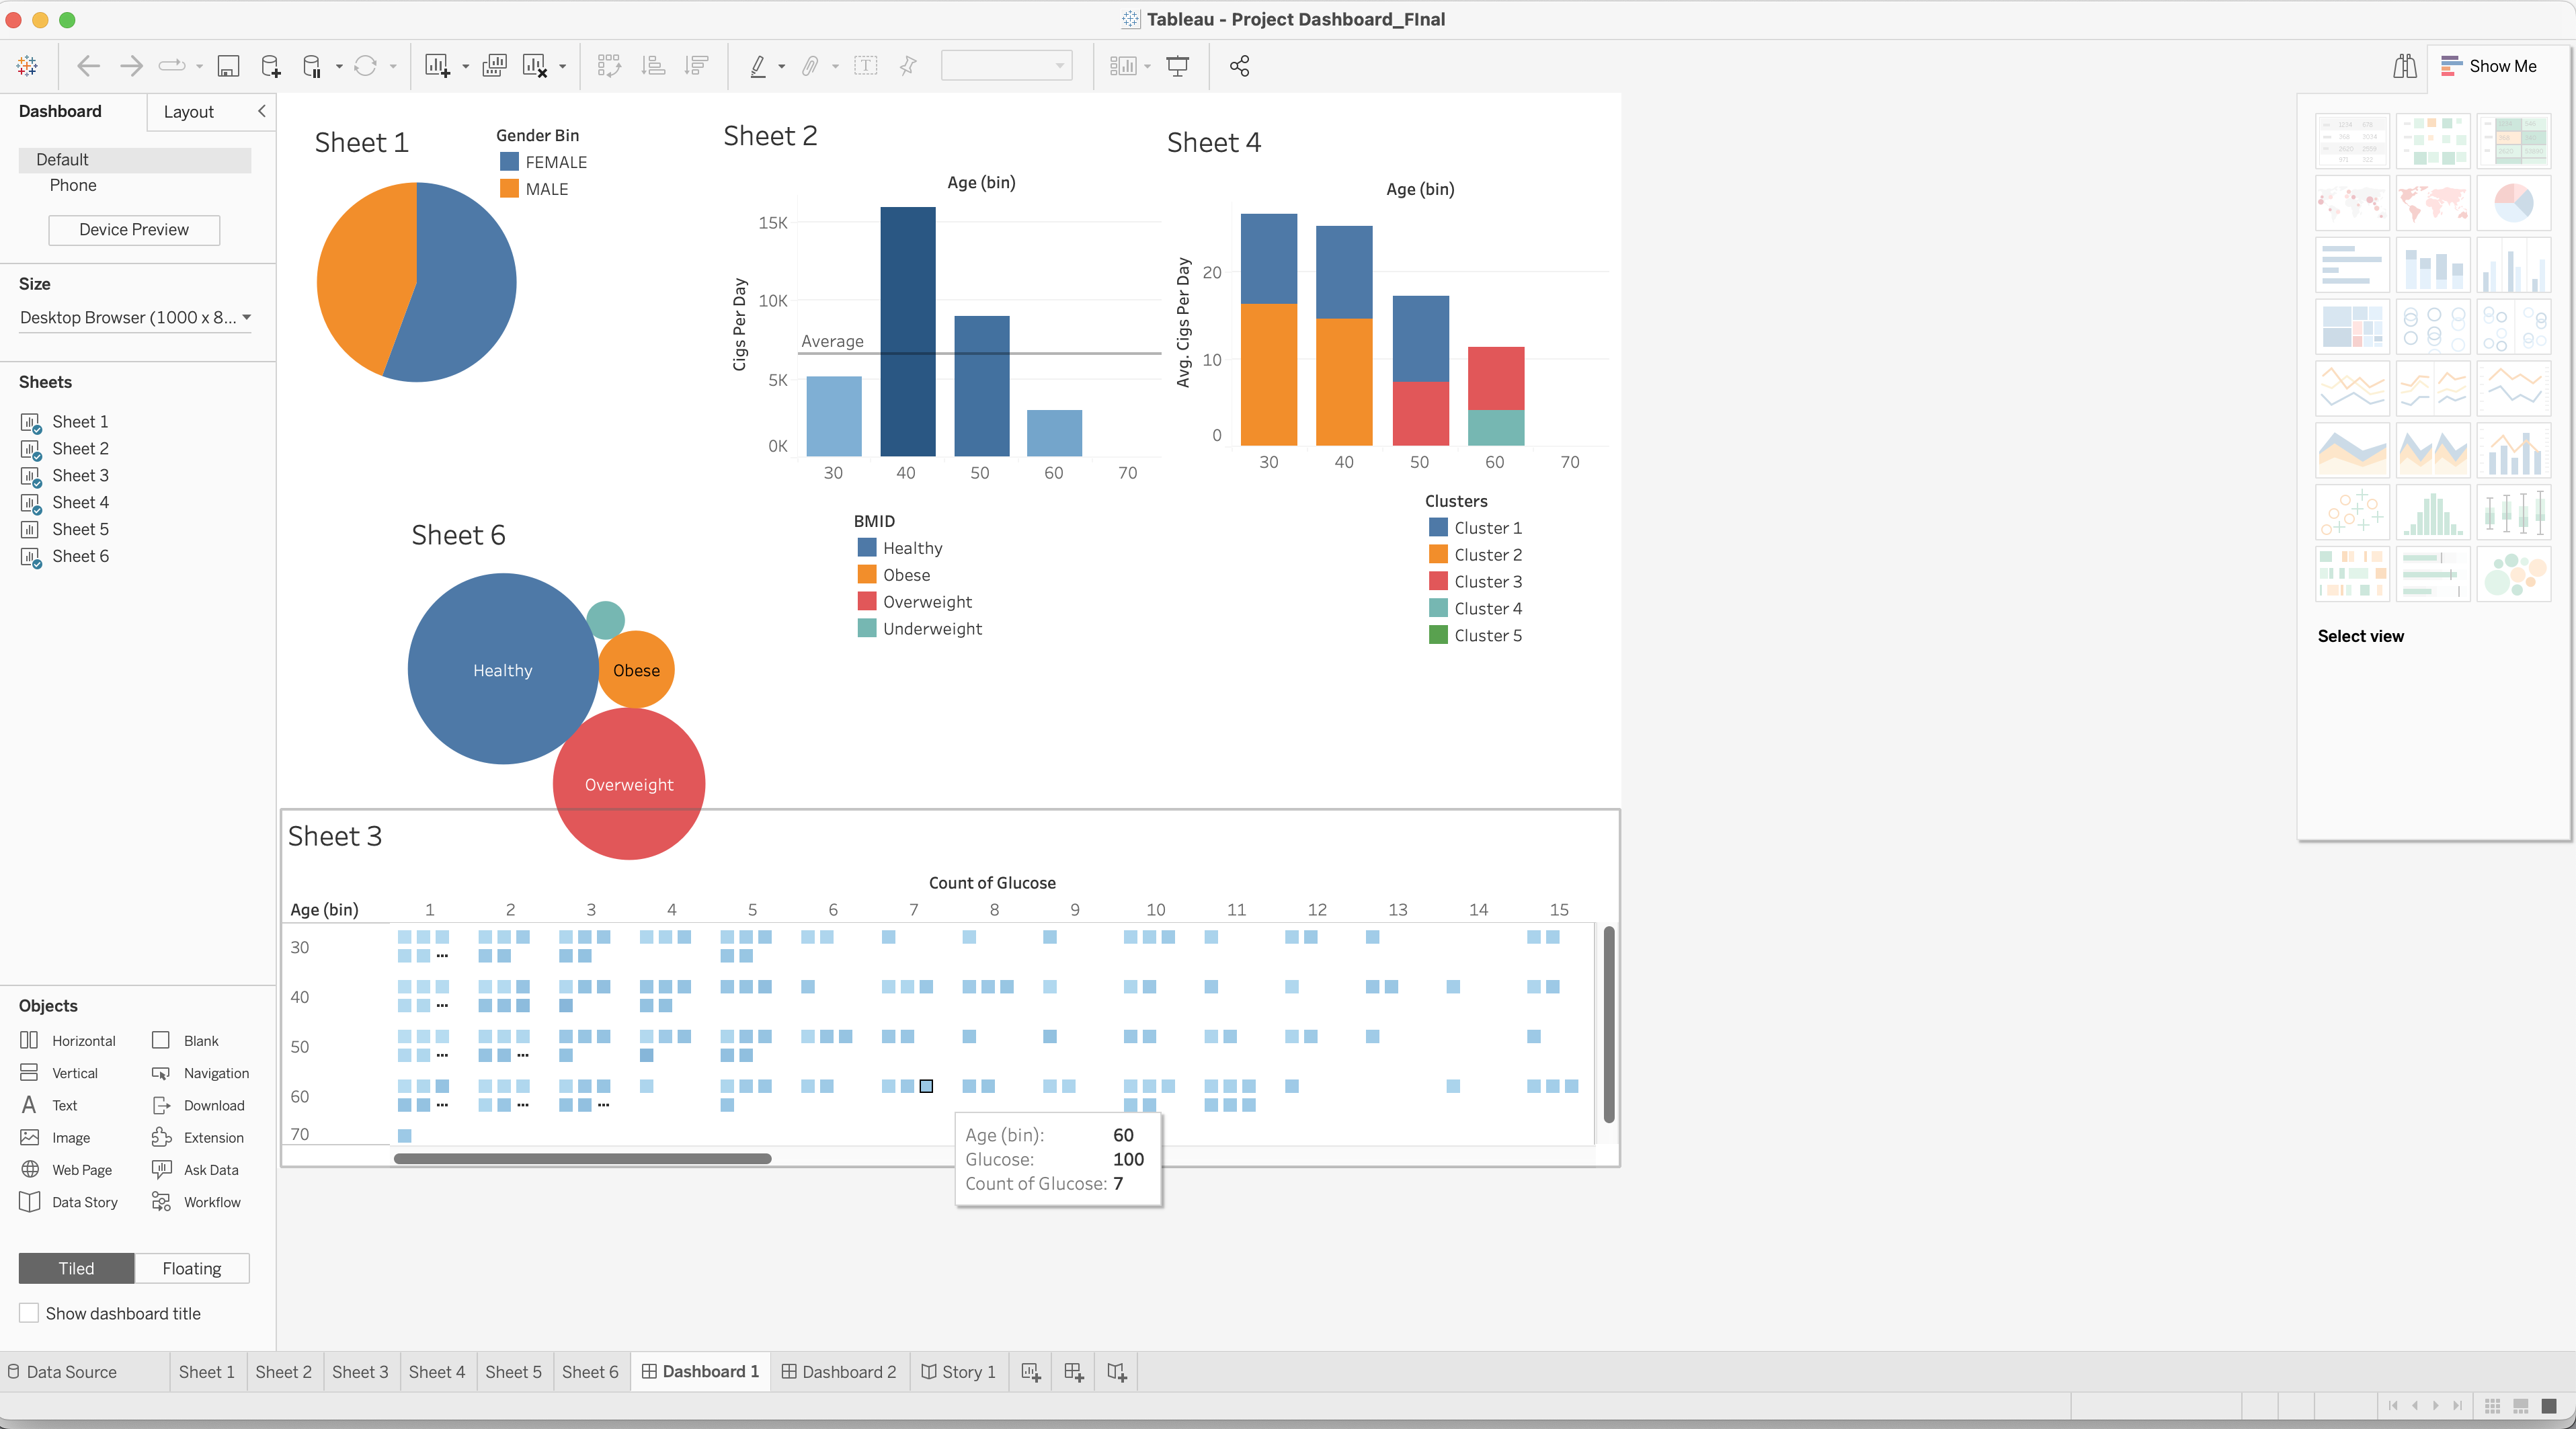 Tableau - Project Dashboard_FInal
Show Me
Dashboard
Layout
Default
Phone
Device Preview
Size
Desktop Browser (1000 x 8...
Sheets
Sheet 1
Sheet 2
Sheet 3
Sheet 4
Sheet 5
Sheet 6
Objects
Horizontal
Blank
Vertical
Navigation
Text
Download
Image
Extension
Web Page
Ask Data
Data Story
Workflow
Tiled
Floating
Show dashboard title
Sheet 1
Gender Bin
FEMALE
MALE
Sheet 2
Age (bin)
Cigs Per Day
15K
10K
Average
5K
0K
30 40 50 60 70
Sheet 4
Age (bin)
Avg. Cigs Per Day
20
10
0
30 40 50 60 70
Clusters
Cluster 1
Cluster 2
Cluster 3
Cluster 4
Cluster 5
Sheet 6
Healthy
Obese
Overweight
BMID
Healthy
Obese
Overweight
Underweight
Sheet 3
Count of Glucose
Age (bin) 1 2 3 4 5 6 7 8 9 10 11 12 13 14 15
30
40
50
60
70
Age (bin): 60
Glucose: 100
Count of Glucose: 7
Select view
Data Source
Sheet 1
Sheet 2
Sheet 3
Sheet 4
Sheet 5
Sheet 6
Dashboard 1
Dashboard 2
Story 1